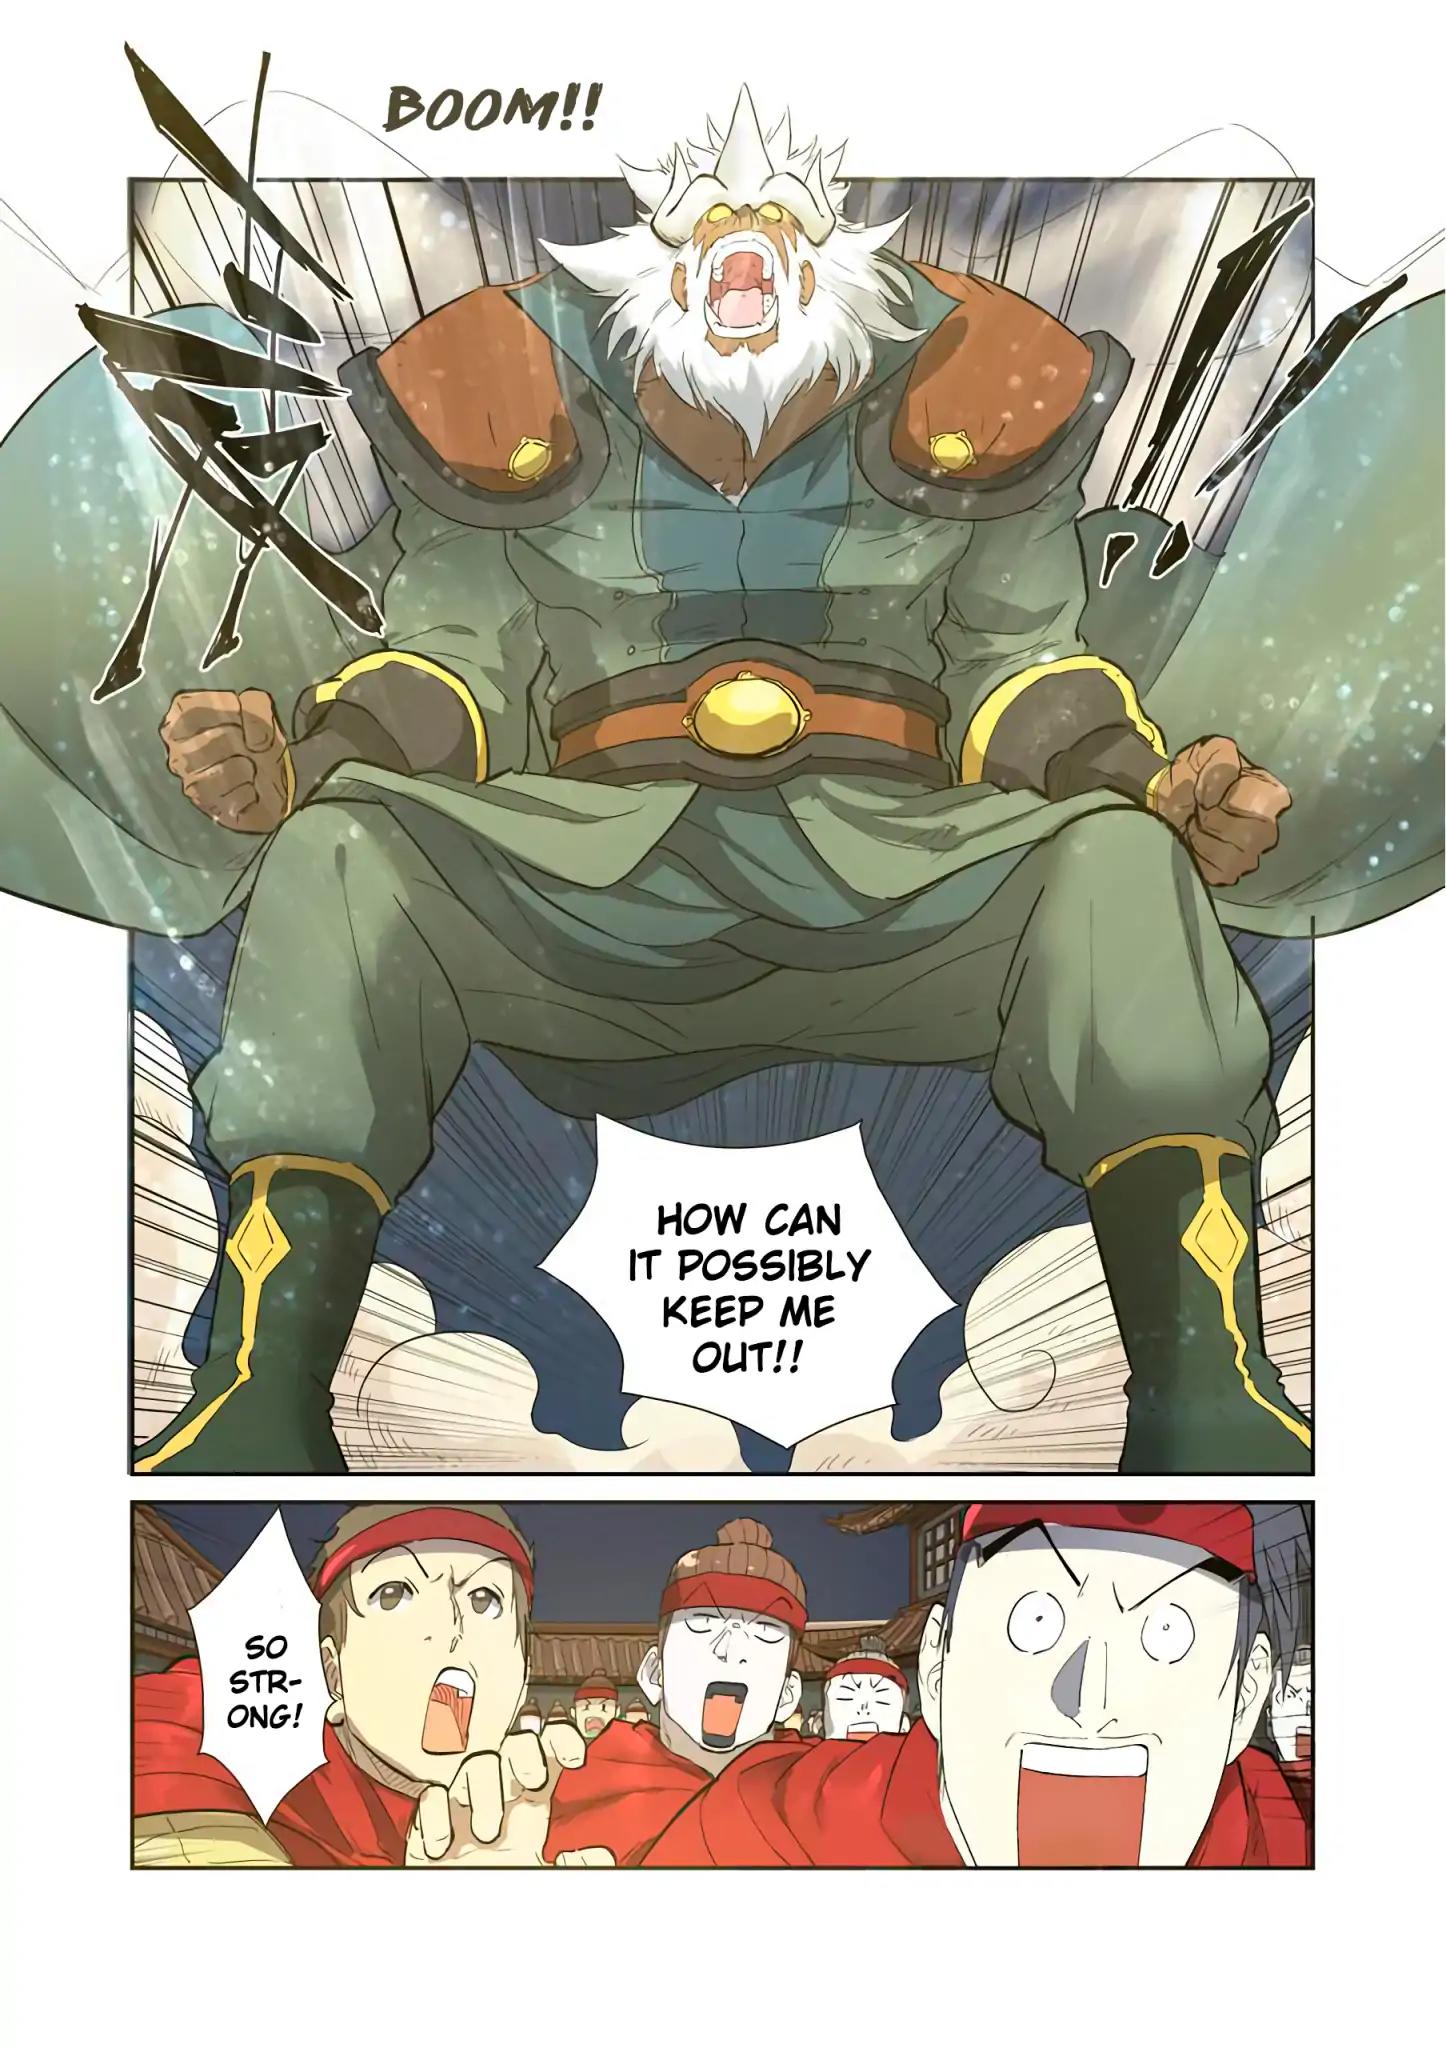 BOOM!!
HOW CAN
IT POSSIBLY
KEEP ME
OUT!!
SO
STR-
ONG!